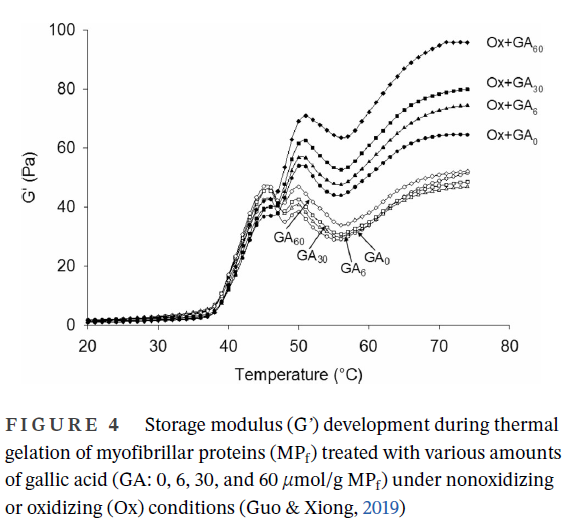 100
80
60
40
20
0
G' (Pa)
20 30 40 50 60 70 80
Temperature (°C)
Ox+GA₆₀
Ox+GA₃₀
Ox+GA₆
Ox+GA₀
GA₆₀
GA₃₀
GA₆
GA₀
FIGURE 4 Storage modulus (G’) development during thermal
gelation of myofibrillar proteins (MPf) treated with various amounts
of gallic acid (GA: 0, 6, 30, and 60 μmol/g MPf) under nonoxidizing
or oxidizing (Ox) conditions (Guo & Xiong, 2019)